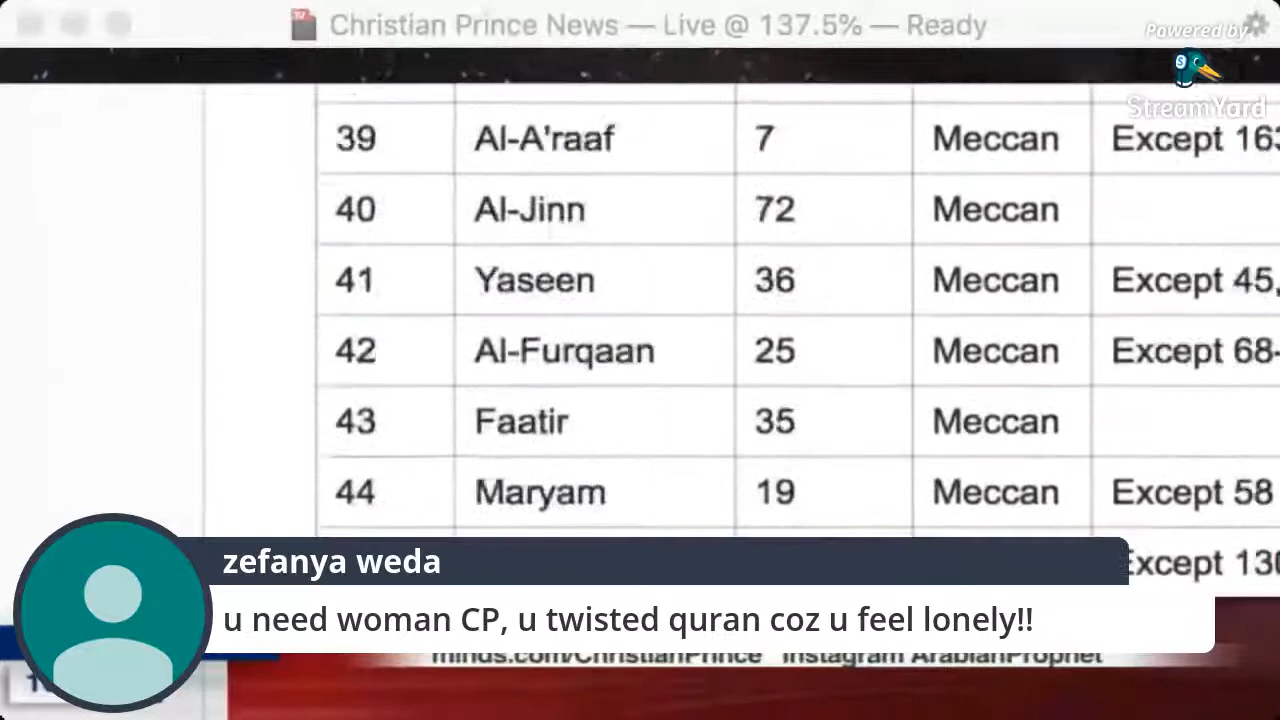 Christian Prince News — Live @ 137.5% — Ready
Powered by
StreamYard
39 Al-A'raaf 7 Meccan Except 163
40 Al-Jinn 72 Meccan
41 Yaseen 36 Meccan Except 45,
42 Al-Furqaan 25 Meccan Except 68-
43 Faatir 35 Meccan
44 Maryam 19 Meccan Except 58
Except 130
zefanya weda
u need woman CP, u twisted quran coz u feel lonely!!
minds.com/ChristianPrince Instagram ArabianProphet